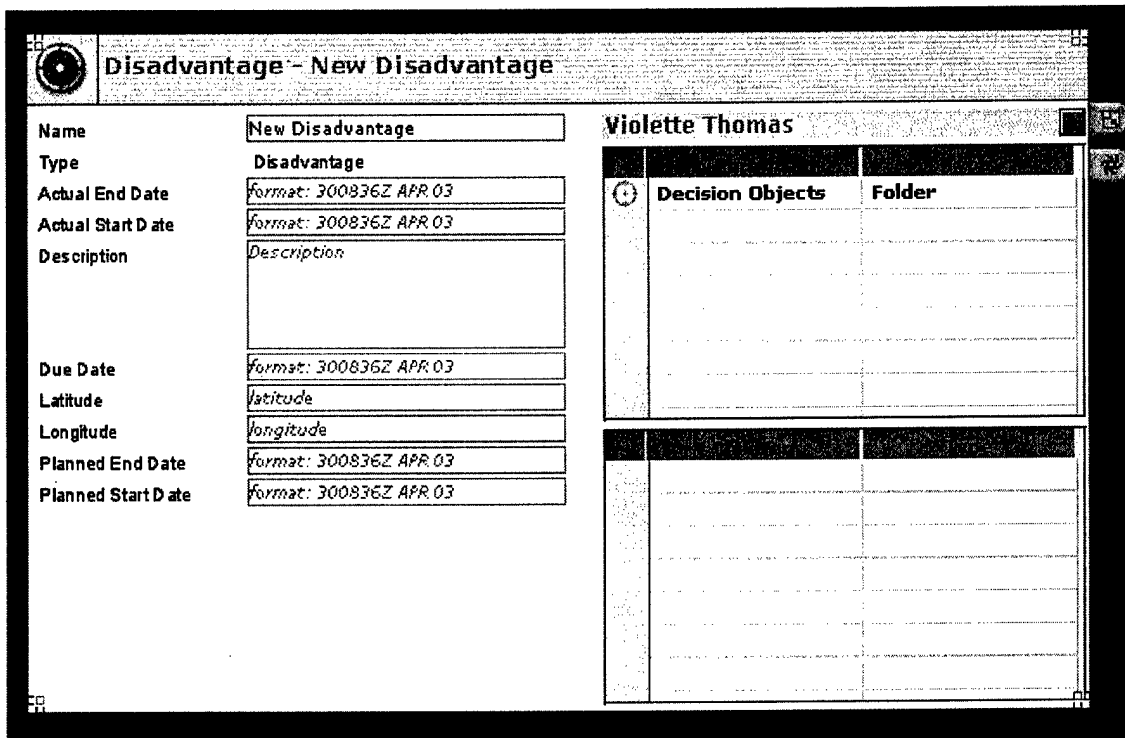 Disadvantage - New Disadvantage
Name New Disadvantage
Type Disadvantage
Actual End Date format: 300836Z APR 03
Actual Start Date format: 300836Z APR 03
Description Description
Due Date format: 300836Z APR 03
Latitude latitude
Longitude longitude
Planned End Date format: 300836Z APR 03
Planned Start Date format: 300836Z APR 03
Violette Thomas
Decision Objects Folder